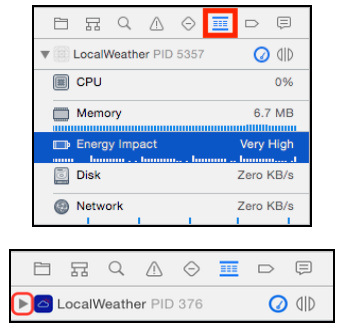 LocalWeather PID 5357
CPU 0%
Memory 6.7 MB
Energy Impact Very High
Disk Zero KB/s
Network Zero KB/s
LocalWeather PID 376